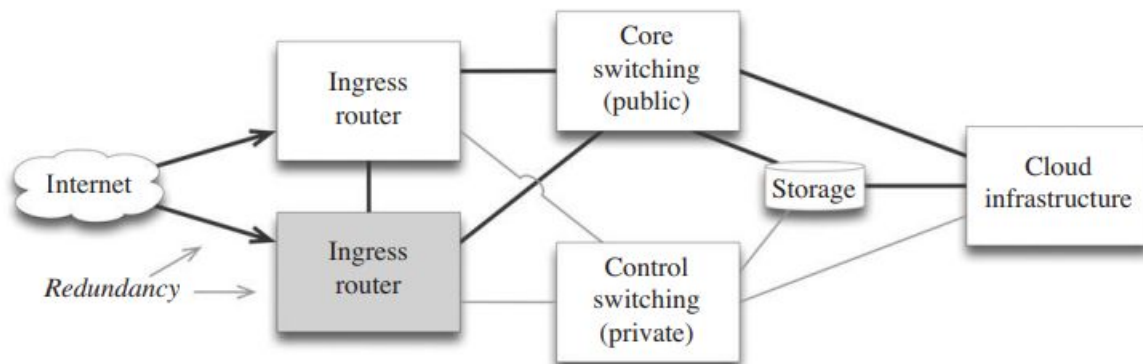 Internet
Redundancy
Ingress
router
Ingress
router
Core
switching
(public)
Control
switching
(private)
Storage
Cloud
infrastructure